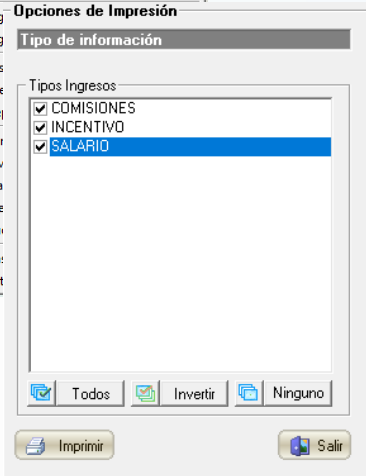 Opciones de Impresión
Tipo de información
Tipos Ingresos
COMISIONES
INCENTIVO
SALARIO
Todos
Invertir
Ninguno
Imprimir
Salir